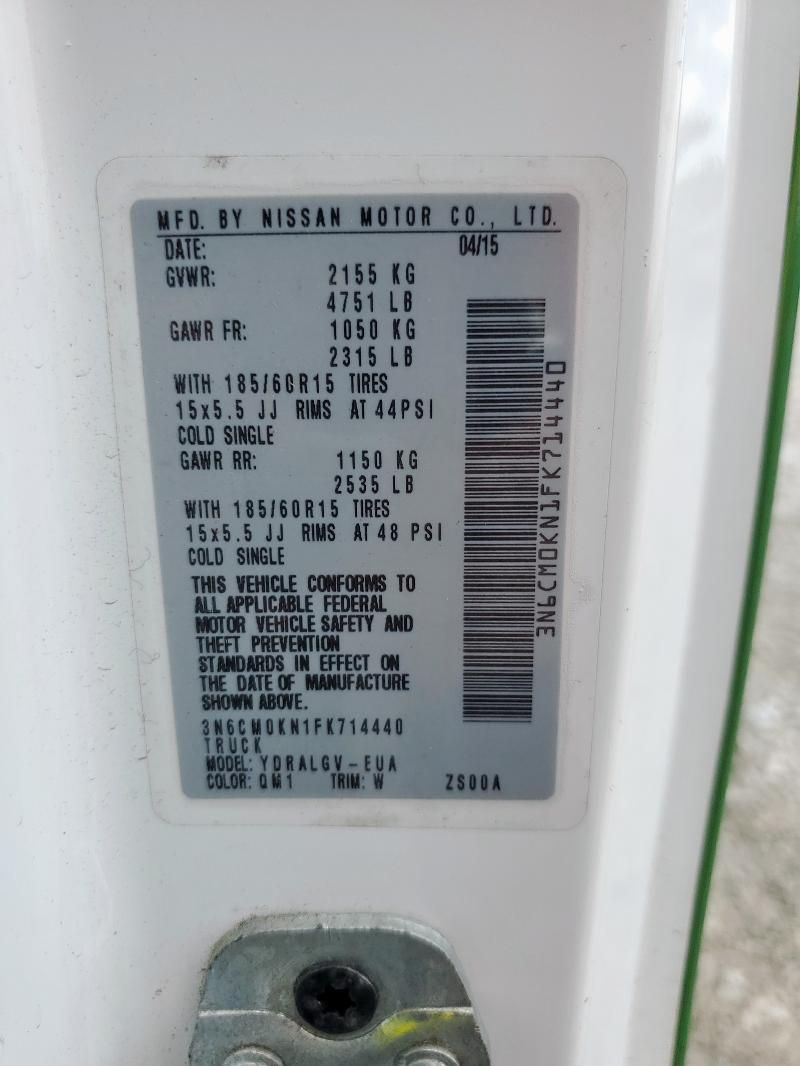 MFD. BY NISSAN MOTOR CO., LTD.
DATE: 04/15
GVWR: 2155 KG
4751 LB
GAWR FR: 1050 KG
2315 LB
WITH 185/60R15 TIRES
15x5.5 JJ RIMS AT 44PSI
COLD SINGLE
GAWR RR: 1150 KG
2535 LB
WITH 185/60R15 TIRES
15x5.5 JJ RIMS AT 48 PSI
COLD SINGLE
THIS VEHICLE CONFORMS TO
ALL APPLICABLE FEDERAL
MOTOR VEHICLE SAFETY AND
THEFT PREVENTION
STANDARDS IN EFFECT ON
THE DATE OF MANUFACTURE
SHOWN ABOVE.
3N6CM0KN1FK714440
TRUCK
MODEL: YDRALGV-EUA
COLOR: QM1 TRIM: W ZS00A
3N6CM0KN1FK714440